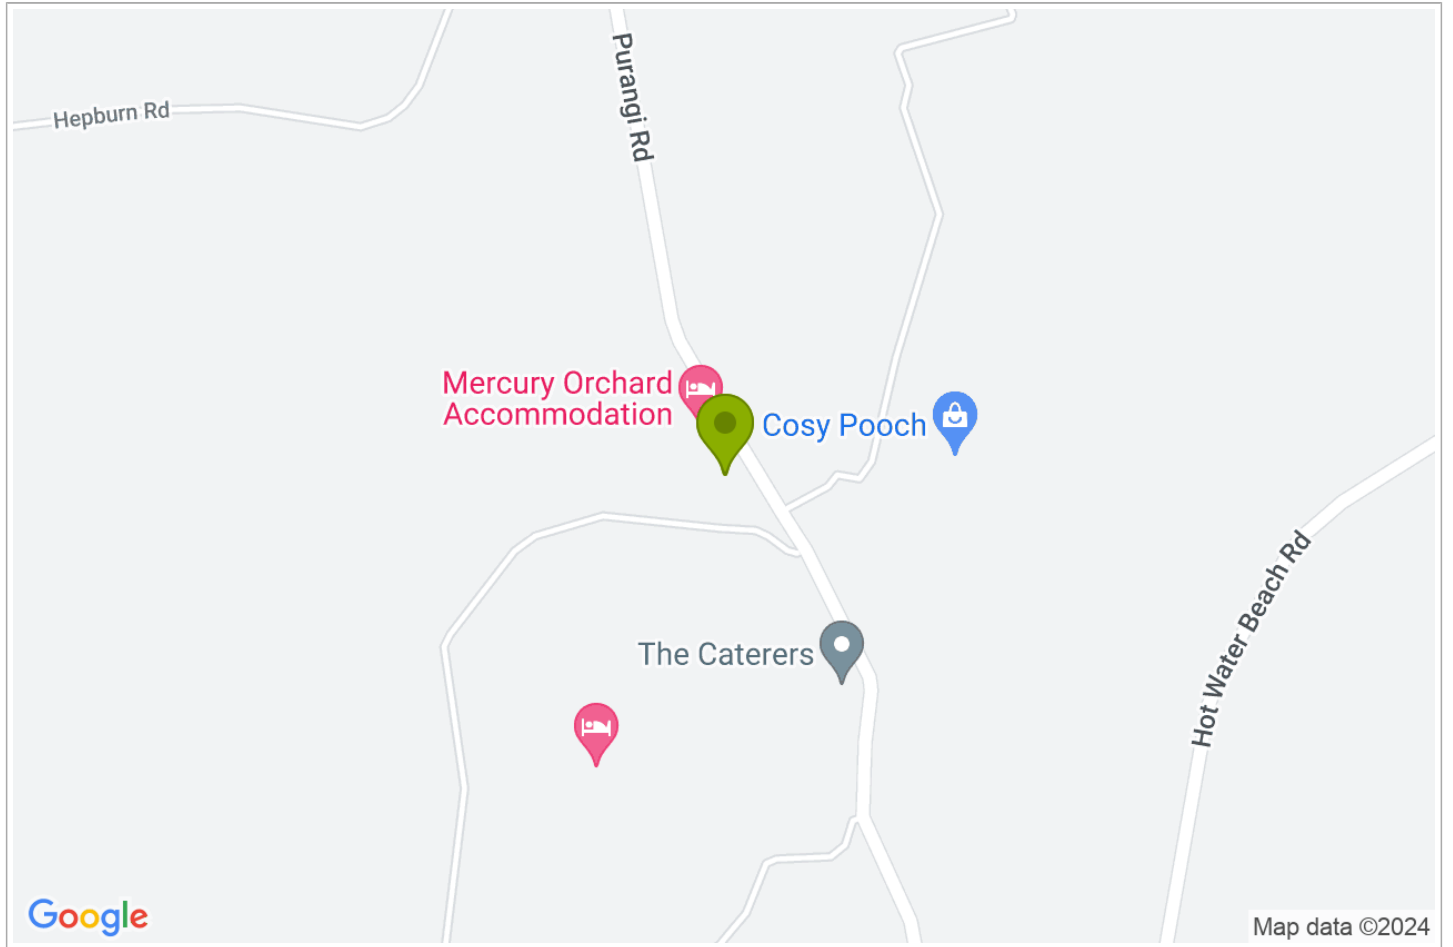 Purangi Rd
Hepburn Rd
Mercury Orchard
Accommodation
Cosy Pooch
Hot Water Beach Rd
The Caterers
Google
Map data ©2024